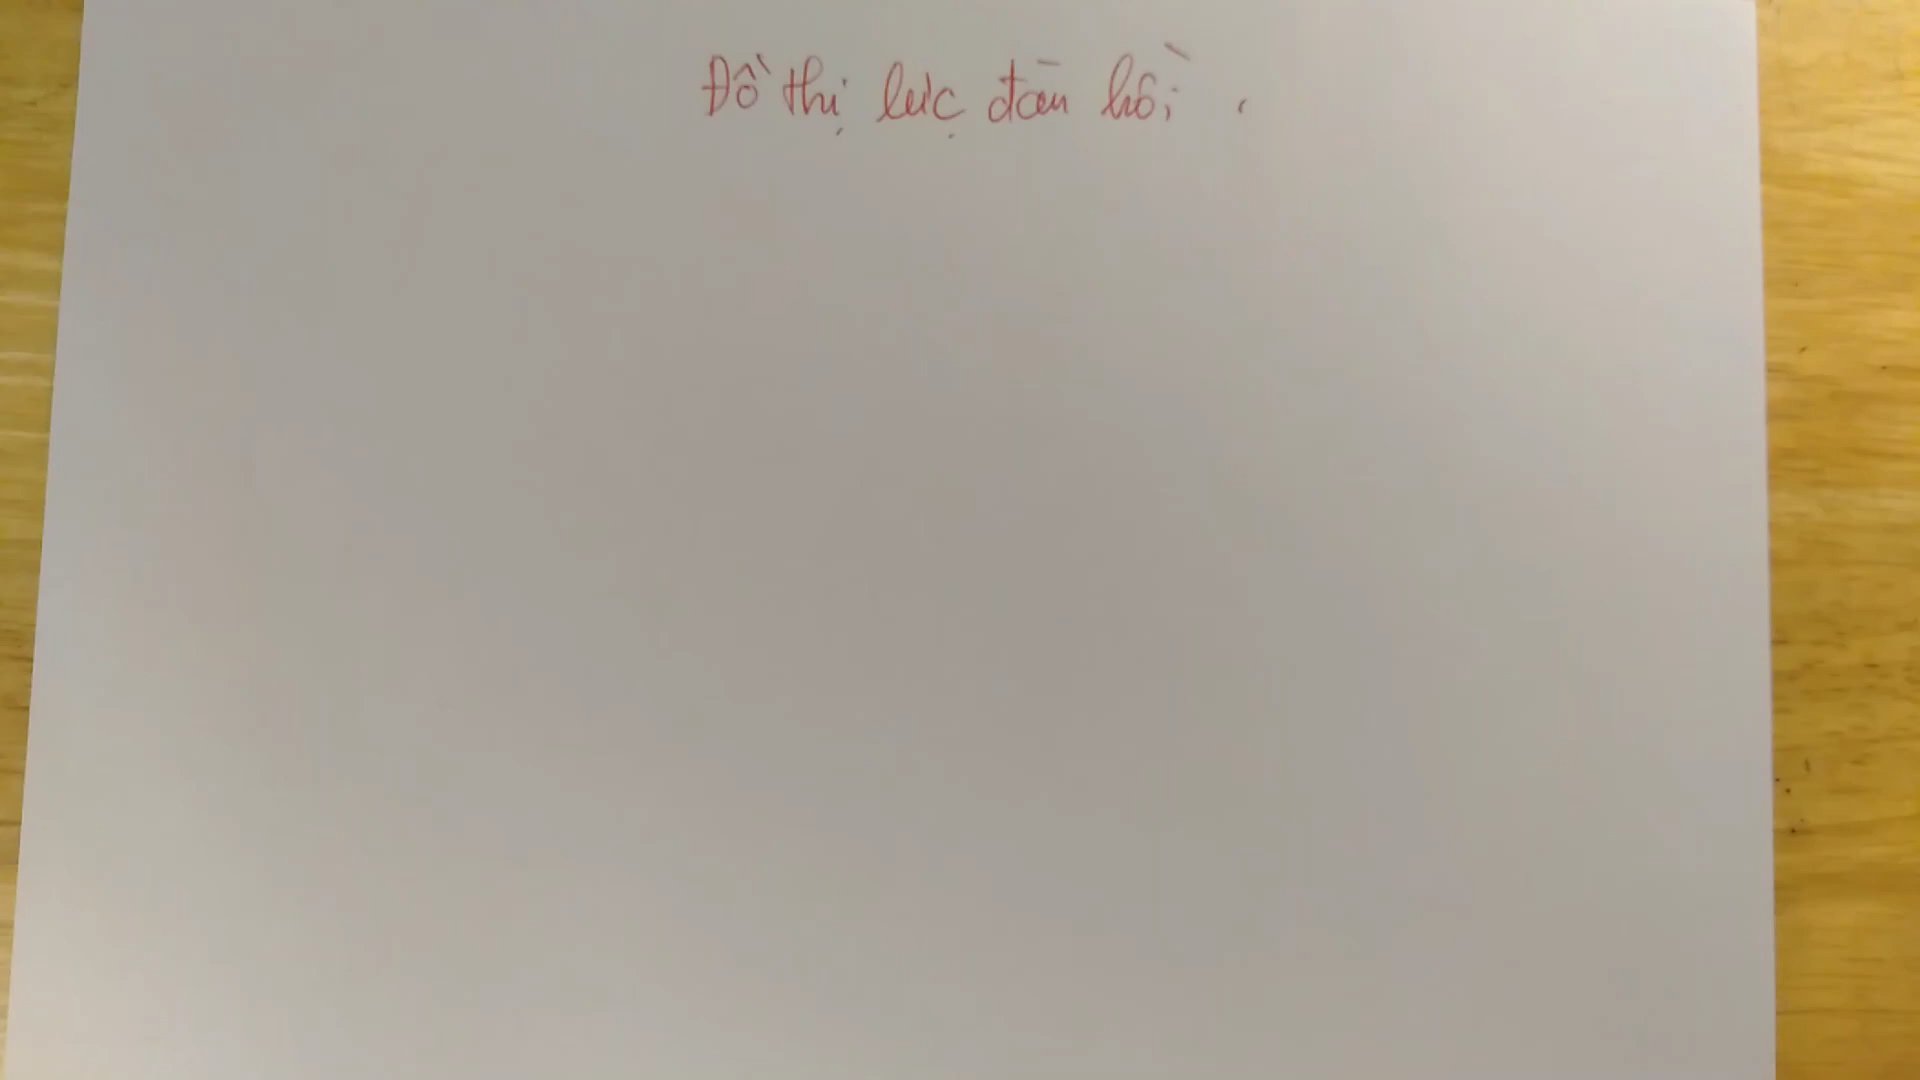 Đồ thị lực đàn hồi.